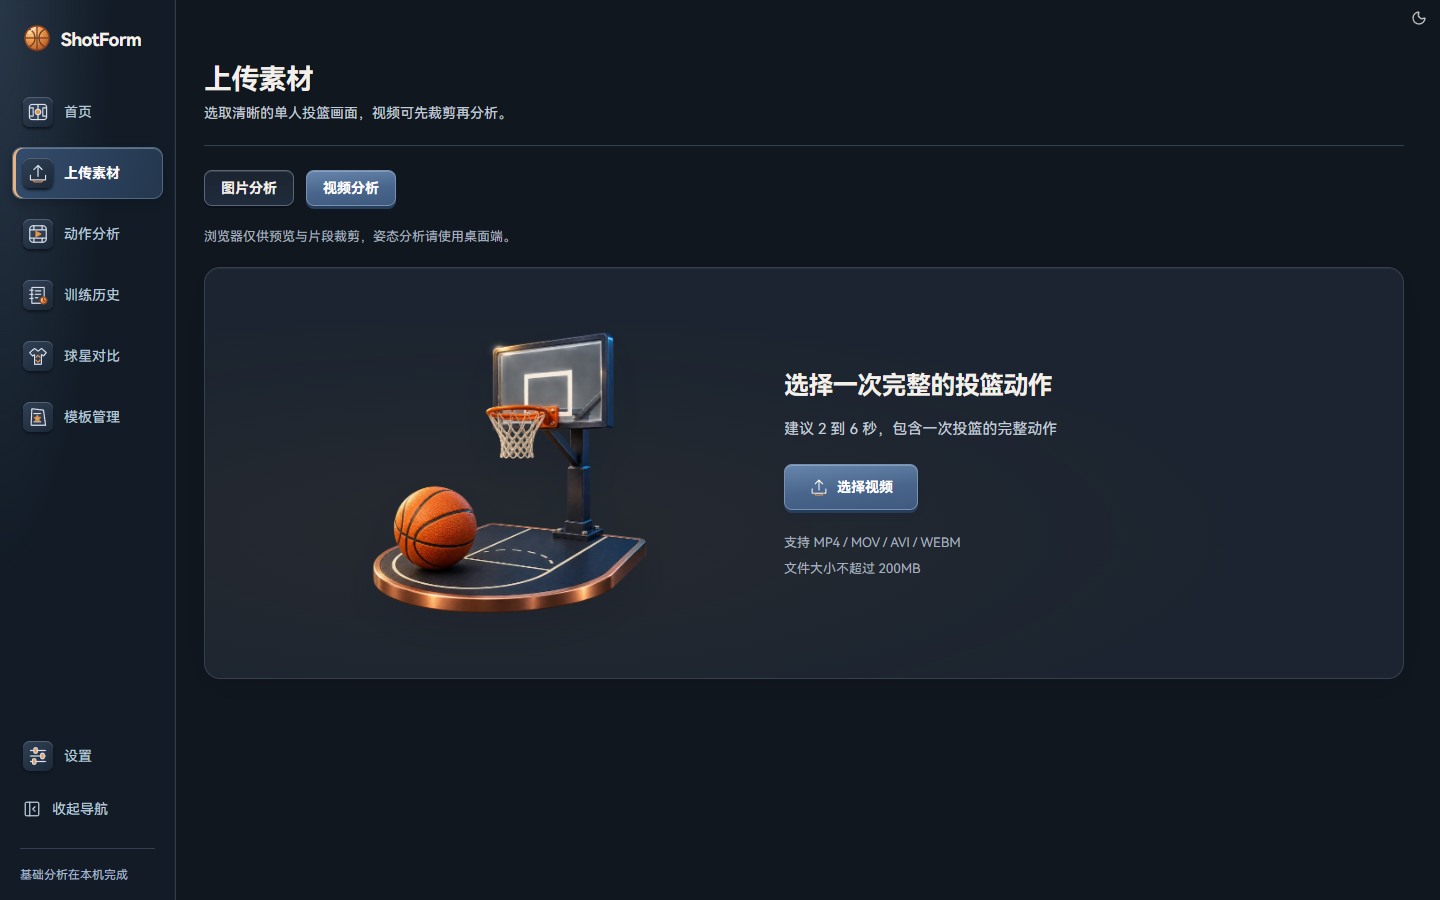 ShotForm
首页
上传素材
动作分析
训练历史
球星对比
模板管理
设置
收起导航
基础分析在本机完成
上传素材
选取清晰的单人投篮画面，视频可先裁剪再分析。
图片分析
视频分析
浏览器仅供预览与片段裁剪，姿态分析请使用桌面端。
选择一次完整的投篮动作
建议 2 到 6 秒，包含一次投篮的完整动作
选择视频
支持 MP4 / MOV / AVI / WEBM
文件大小不超过 200MB